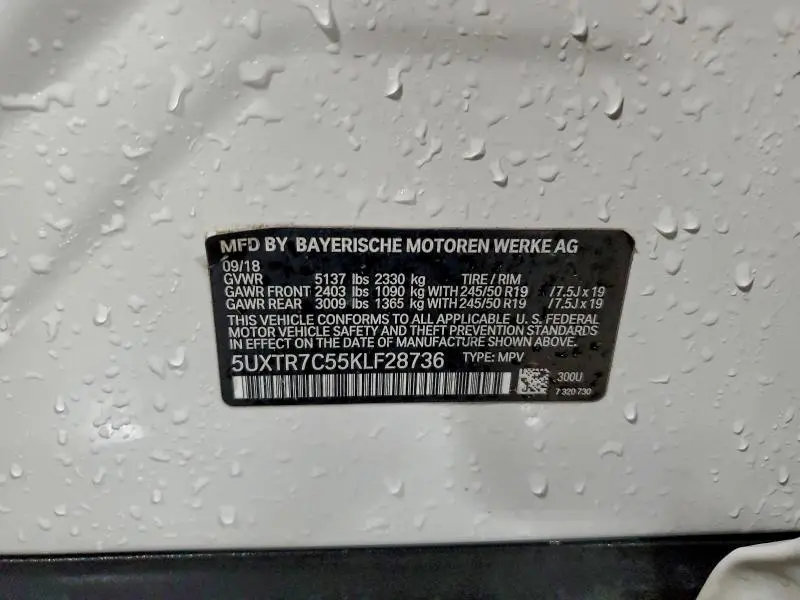 MFD BY BAYERISCHE MOTOREN WERKE AG
09/18
GVWR 5137 lbs 2330 kg TIRE / RIM
GAWR FRONT 2403 lbs 1090 kg WITH 245/50 R19 /7.5J x 19
GAWR REAR 3009 lbs 1365 kg WITH 245/50 R19 /7.5J x 19
THIS VEHICLE CONFORMS TO ALL APPLICABLE U. S. FEDERAL
MOTOR VEHICLE SAFETY AND THEFT PREVENTION STANDARDS
IN EFFECT ON THE DATE OF MANUFACTURE SHOWN ABOVE.
5UXTR7C55KLF28736 TYPE: MPV
300U
7 320 730